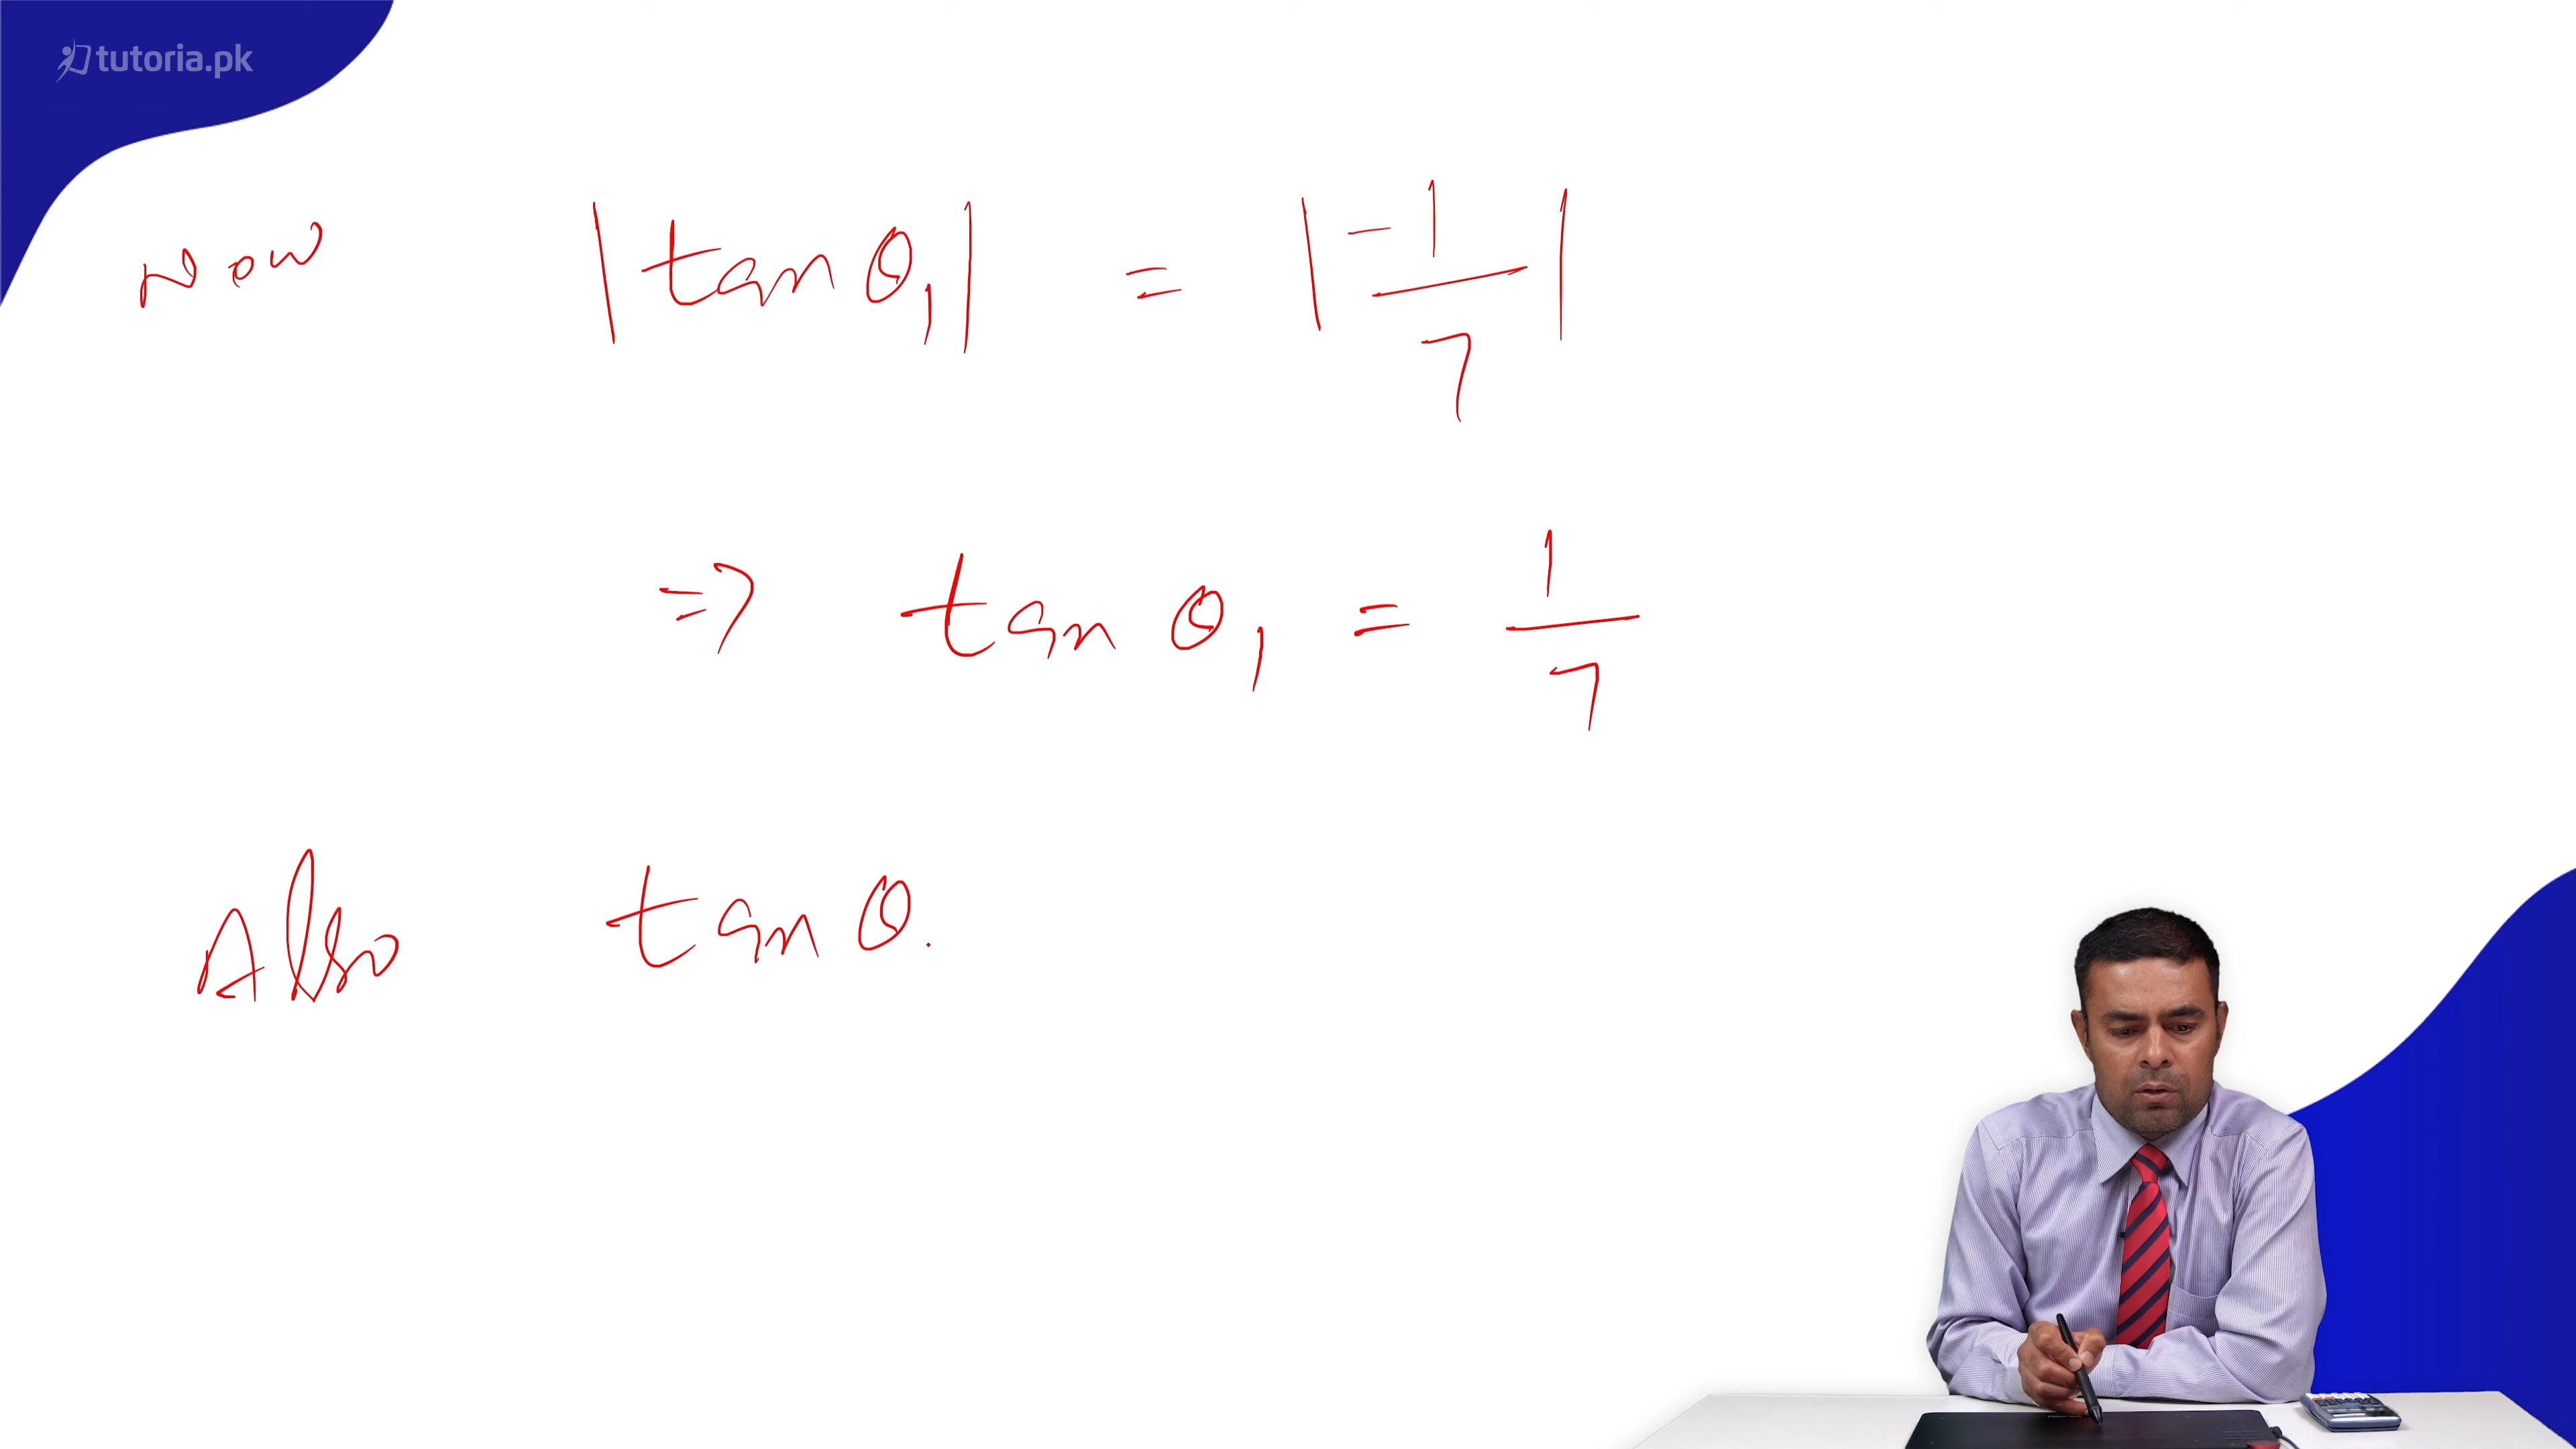 tutoria.pk
Now |tan θ₁| = |-1/7|
⇒ tan θ₁ = 1/7
Also tan θ.